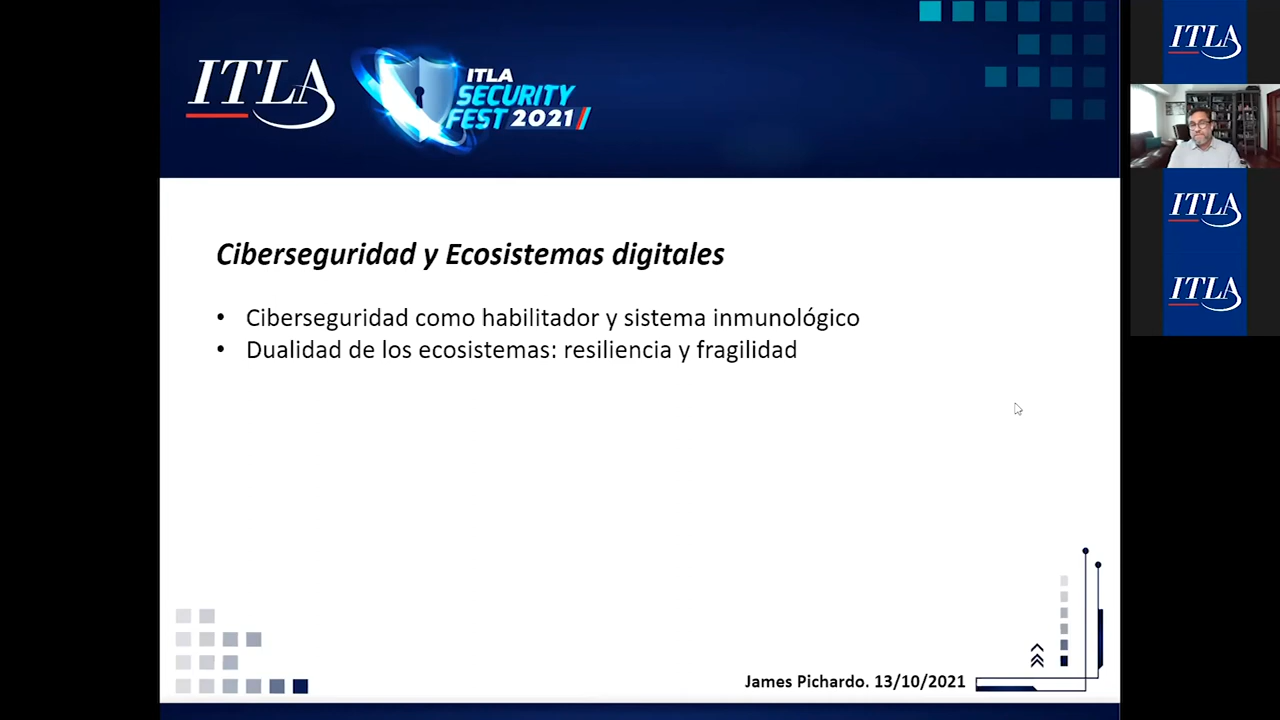 ITLA
ITLA
SECURITY
FEST 2021
Ciberseguridad y Ecosistemas digitales
• Ciberseguridad como habilitador y sistema inmunológico
• Dualidad de los ecosistemas: resiliencia y fragilidad
James Pichardo. 13/10/2021
ITLA
ITLA
ITLA